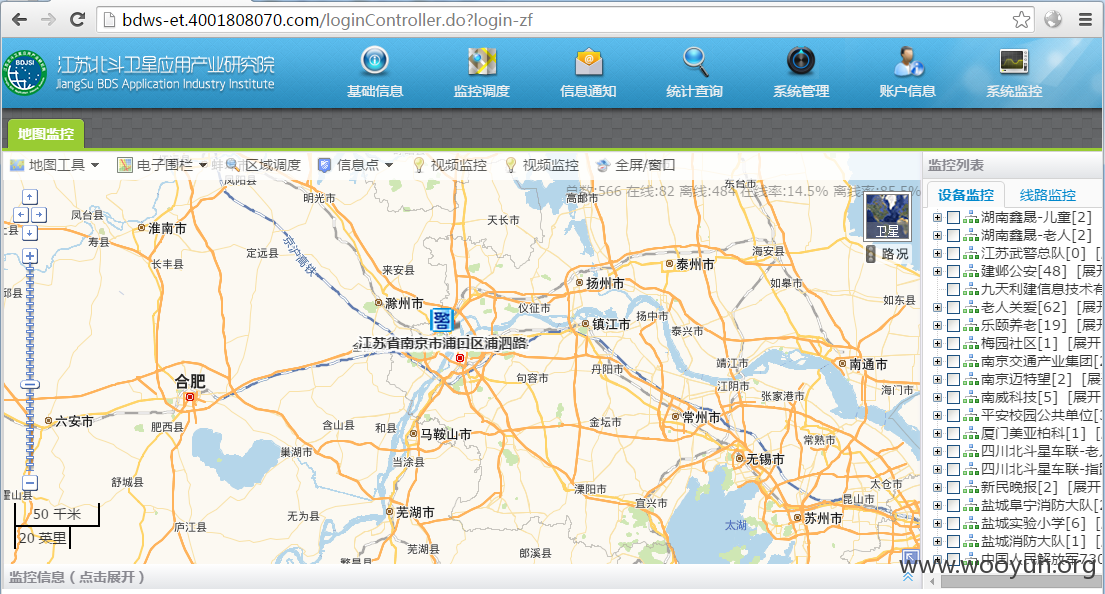 bdws-et.4001808070.com/loginController.do?login-zf
BDJSI
江苏北斗卫星应用产业研究院
JiangSu BDS Application Industry Institute
基础信息 监控调度 信息通知 统计查询 系统管理 账户信息 系统监控
地图监控
地图工具 电子围栏 区域调度 信息点 视频监控 视频监控 全屏/窗口
监控列表
总数:566 在线:82 离线:484 在线率:14.5% 离线率:85.5%
设备监控 线路监控
卫星
路况
湖南鑫晟-儿童[2]
湖南鑫晟-老人[2]
江苏武警总队[0] [
建邺公安[48] [展
九天利建信息技术有
老人关爱[62] [展
乐颐养老[19] [展
梅园社区[1] [展开
南京交通产业集团[
南京迈特望[2] [展
南威科技[5] [展开
平安校园公共单位[
厦门美亚柏科[1] [
四川北斗星车联-老
四川北斗星车联-指
新民晚报[2] [展开
盐城阜宁消防大队[
盐城实验小学[6] [
盐城消防大队[1] [
中国人民解放军730
凤阳县
明光市
高邮市
东台市
凤台县
淮南市
天长市
寿县
定远县
京沪高铁
长丰县
来安县
泰州市
海安县
扬州市
如皋市
滁州市
仪征市
如东县
警
扬中市
镇江市
泰兴市
江苏省南京市浦口区浦泗路
丹阳市
靖江市
南通市
合肥
句容市
江阴市
海门市
张家港市
六安市
肥西县
含山县
和县
马鞍山市
金坛市
常州市
常熟市
巢湖市
当涂县
无锡市
舒城县
溧阳市
太仓市
霍山县
宜兴市
昆山市
50 千米
20 英里
庐江县
无为县
芜湖市
太湖
苏州市
芜湖县
郎溪县
繁昌县
监控信息（点击展开）
www.wooyun.org